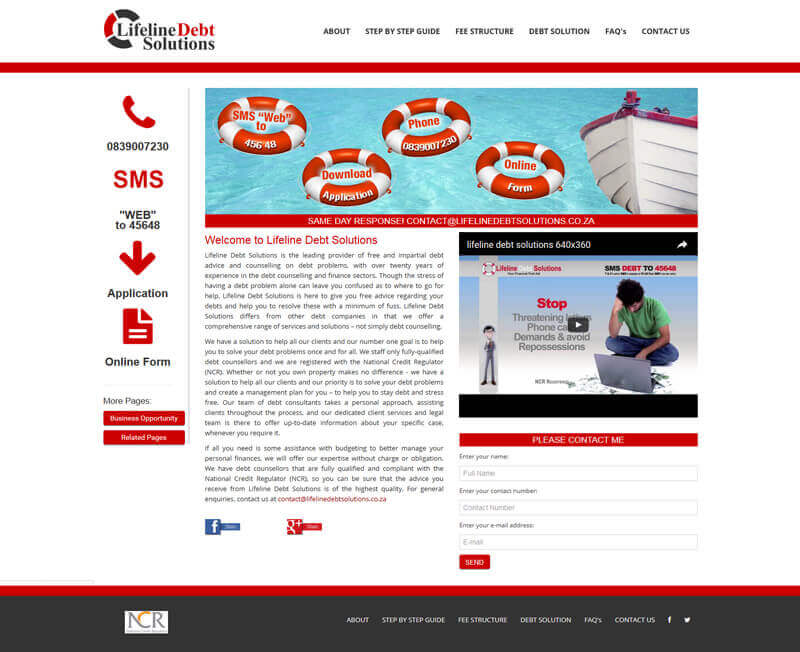 Lifeline Debt
Solutions
ABOUT STEP BY STEP GUIDE FEE STRUCTURE DEBT SOLUTION FAQ's CONTACT US
0839007230
SMS
"WEB"
to 45648
Application
Online Form
More Pages:
Business Opportunity
Related Pages
SMS "Web"
to
456 48
Phone
0839007230
Download
Application
Online
Form
SAME DAY RESPONSE! CONTACT@LIFELINEDEBTSOLUTIONS.CO.ZA
Welcome to Lifeline Debt Solutions
Lifeline Debt Solutions is the leading provider of free and impartial debt
advice and counselling on debt problems, with over twenty years of
experience in the debt counselling and finance sectors. Though the stress of
having a debt problem alone can leave you confused as to where to go for
help, Lifeline Debt Solutions is here to give you free advice regarding your
debts and help you to resolve these with a minimum of fuss. Lifeline Debt
Solutions differs from other debt companies in that we offer a
comprehensive range of services and solutions – not simply debt counselling.
We have a solution to help all our clients and our number one goal is to help
you to solve your debt problems once and for all. We staff only fully-qualified
debt counsellors and we are registered with the National Credit Regulator
(NCR). Whether or not you own property makes no difference - we have a
solution to help all our clients and our priority is to solve your debt problems
and create a management plan for you – to help you to stay debt and stress
free. Our team of debt consultants takes a personal approach, assisting
clients throughout the process, and our dedicated client services and legal
team is there to offer up-to-date information about your specific case,
whenever you require it.
If all you need is some assistance with budgeting to better manage your
personal finances, we will offer our expertise without charge or obligation.
We have debt counsellors that are fully qualified and compliant with the
National Credit Regulator (NCR), so you can be sure that the advice you
receive from Lifeline Debt Solutions is of the highest quality. For general
enquiries, contact us at contact@lifelinedebtsolutions.co.za
Share
Share
lifeline debt solutions 640x360
Lifeline Debt Solutions
SMS DEBT TO 45648
Stop
Threatening letters
Phone calls
Demands & avoid
Repossessions
PLEASE CONTACT ME
Enter your name:
Full Name
Enter your contact number:
Contact Number
Enter your e-mail address:
E-mail
SEND
NCR
ABOUT STEP BY STEP GUIDE FEE STRUCTURE DEBT SOLUTION FAQ's CONTACT US